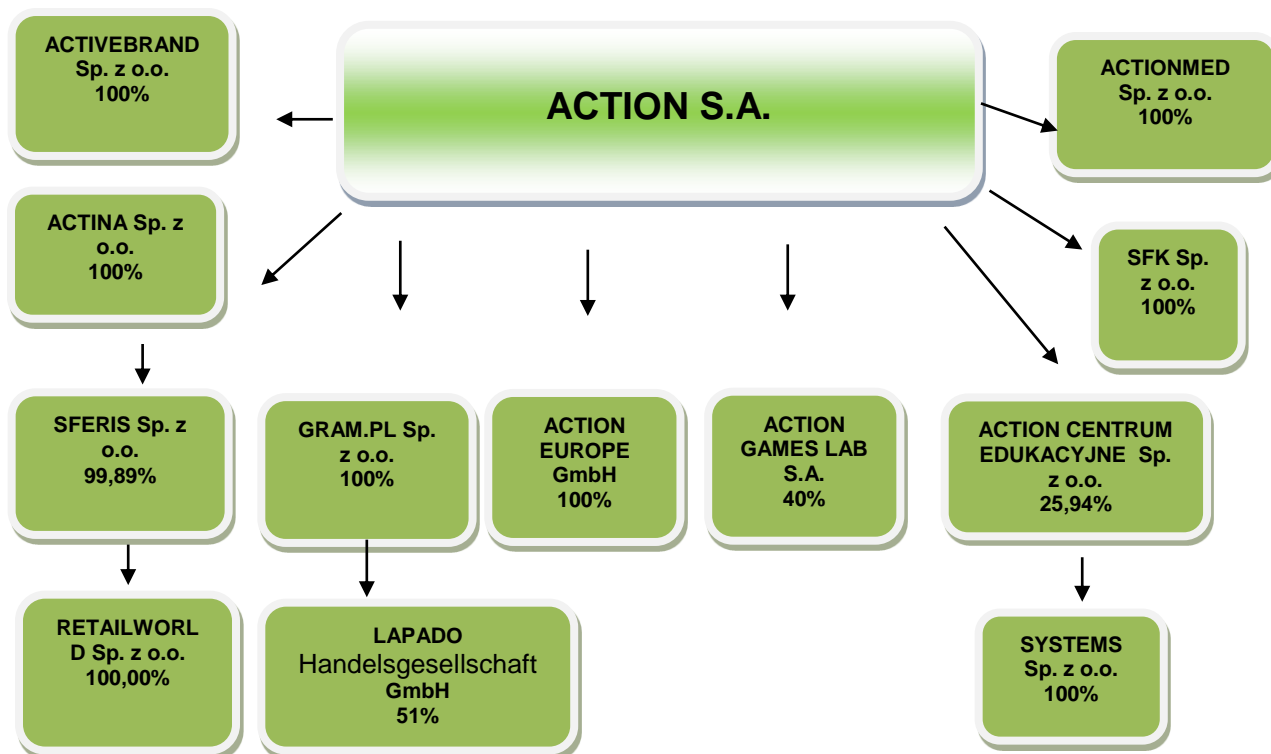 ACTIVEBRAND
Sp. z o.o.
100%
ACTION S.A.
ACTIONMED
Sp. z o.o.
100%
ACTINA Sp. z
o.o.
100%
SFK Sp.
z o.o.
100%
SFERIS Sp. z
o.o.
99,89%
GRAM.PL Sp.
z o.o.
100%
ACTION
EUROPE
GmbH
100%
ACTION
GAMES LAB
S.A.
40%
ACTION CENTRUM
EDUKACYJNE Sp.
z o.o.
25,94%
RETAILWORL
D Sp. z o.o.
100,00%
LAPADO
Handelsgesellschaft
GmbH
51%
SYSTEMS
Sp. z o.o.
100%